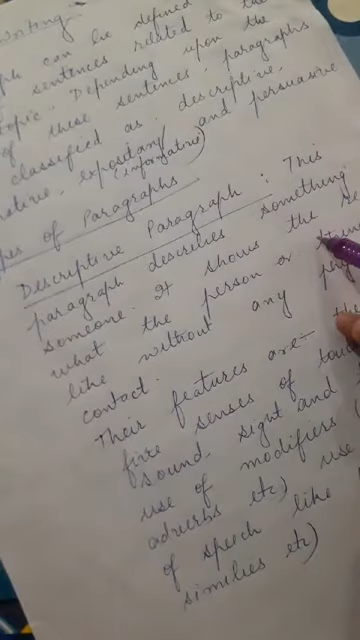 Writing
ph can be defined
sentences related to the
topic. Depending upon the
of these sentences, paragraphs
classified as: descriptive,
expository and persuasive
(informative)
of Paragraphs
Descriptive Paragraph: This
paragraph describes something
someone. It shows the
what the person or
like without any
contact.
Their features are-
five senses of
sound, sight and
use of modifiers
adverbs etc) use
of speech like
similies etc)